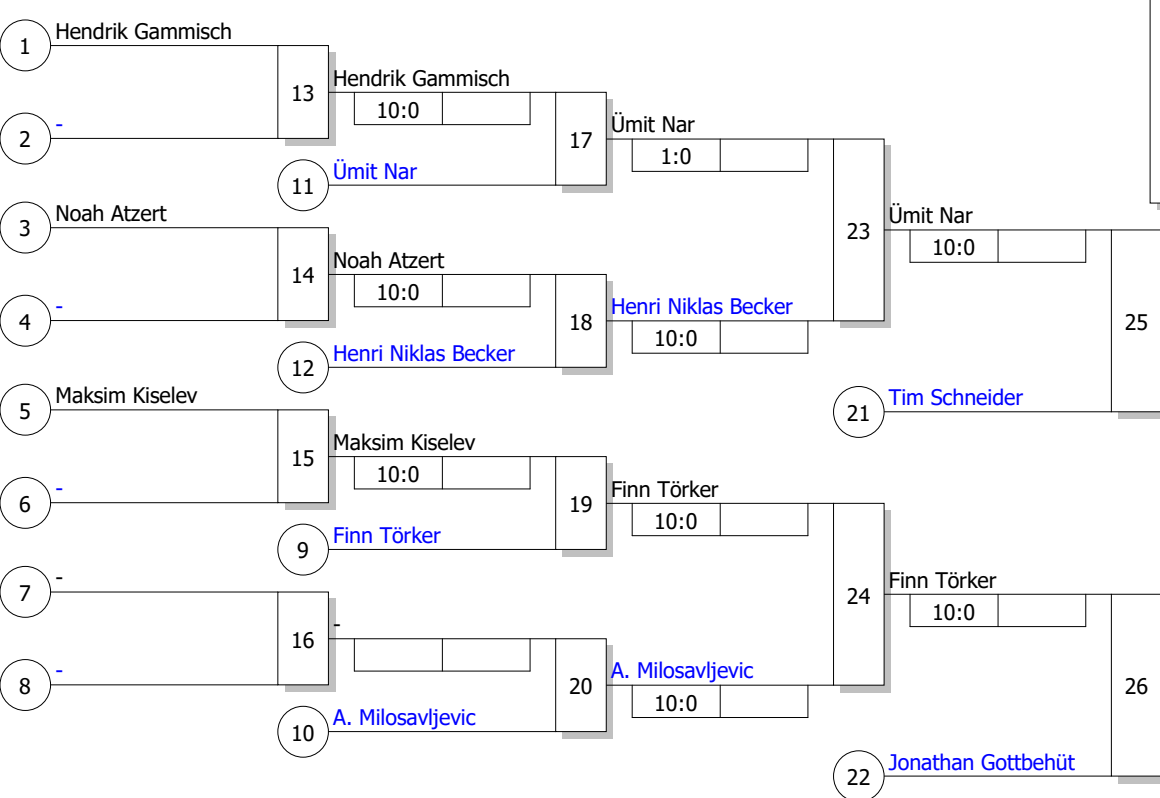 Hendrik Gammisch
1
13
Hendrik Gammisch
10:0
-
2
17
Ümit Nar
1:0
Ümit Nar
11
Noah Atzert
3
23
Ümit Nar
10:0
14
Noah Atzert
10:0
-
4
18
Henri Niklas Becker
10:0
25
Henri Niklas Becker
12
Maksim Kiselev
5
Tim Schneider
21
15
Maksim Kiselev
10:0
-
6
19
Finn Törker
10:0
Finn Törker
9
-
7
24
Finn Törker
10:0
16
-
-
8
20
A. Milosavljevic
10:0
26
A. Milosavljevic
10
Jonathan Gottbehüt
22